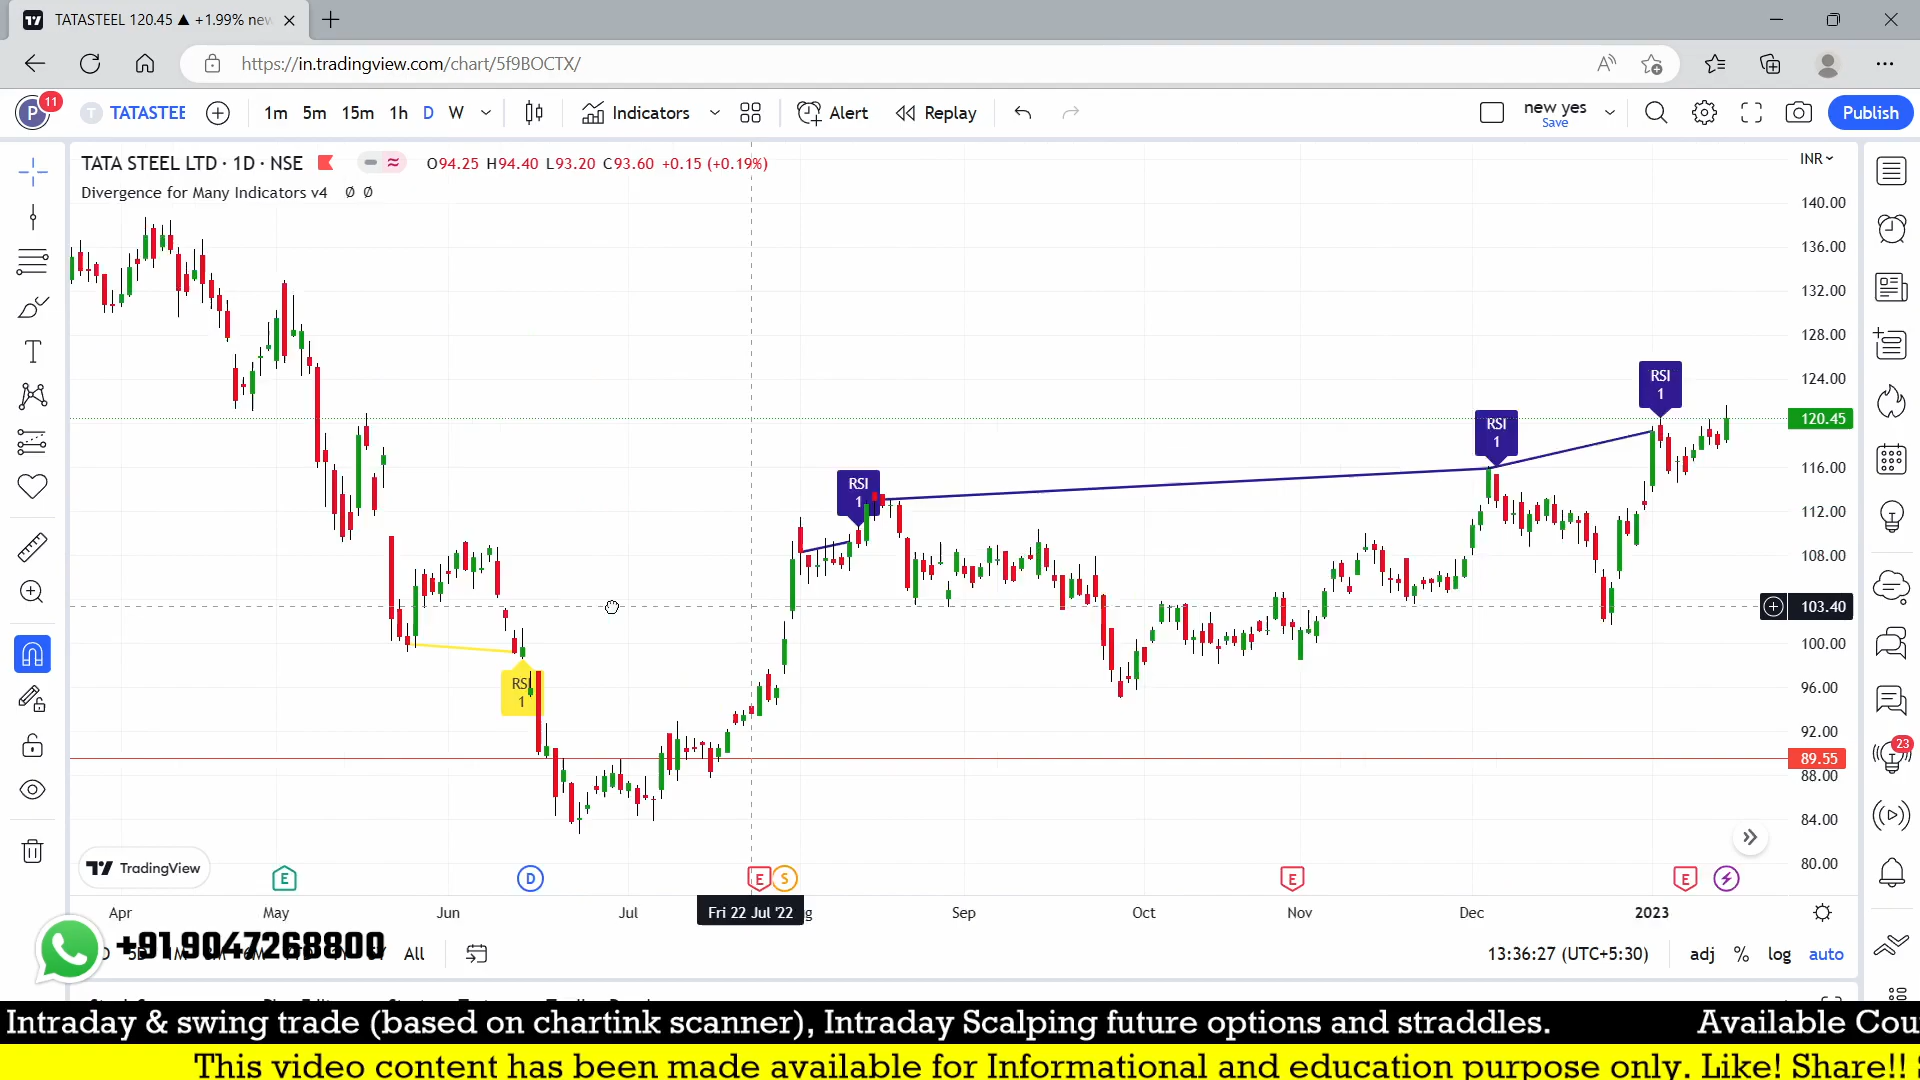 TATASTEEL 120.45 ▲ +1.99% new
https://in.tradingview.com/chart/5f9BOCTX/
P 11 TATASTEE 1m 5m 15m 1h D W Indicators Alert Replay new yes Save Publish
TATA STEEL LTD · 1D · NSE O94.25 H94.40 L93.20 C93.60 +0.15 (+0.19%) INR
Divergence for Many Indicators v4 Ø Ø
140.00
136.00
132.00
128.00
124.00
120.45
116.00
112.00
108.00
103.40
100.00
96.00
92.00
89.55
88.00
84.00
80.00
RSI
1
RSI
1
RSI
1
RSI
1
23
TradingView
E D E S E E
Apr May Jun Jul Fri 22 Jul '22 Sep Oct Nov Dec 2023
+91 9047268800
All 13:36:27 (UTC+5:30) adj % log auto
Intraday & swing trade (based on chartink scanner), Intraday Scalping future options and straddles. Available Cou
This video content has been made available for Informational and education purpose only. Like! Share!!